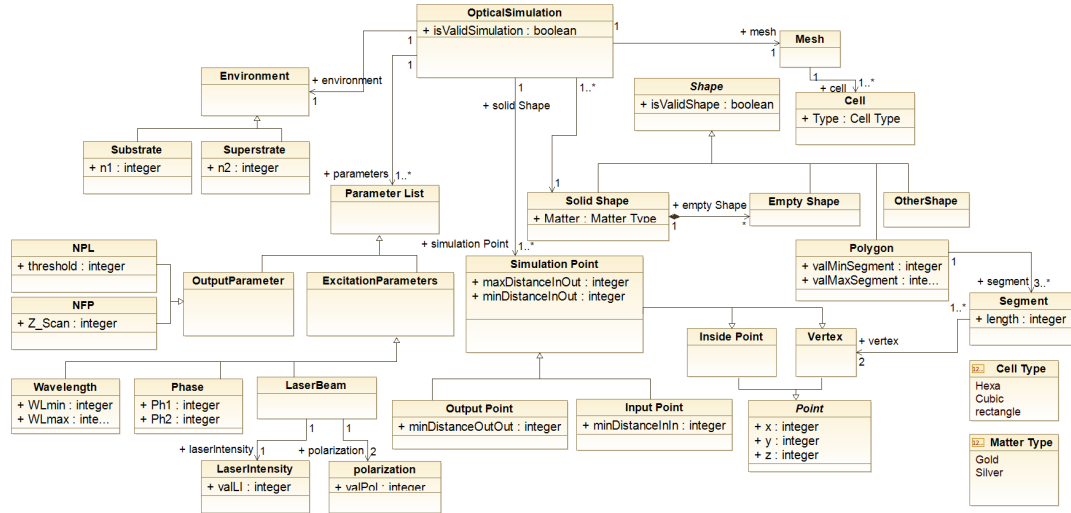 OpticalSimulation
+ isValidSimulation : boolean
1
1
1
1
1..*
+ mesh
1
Mesh
1
+ cell
1..*
Cell
+ Type : Cell Type
Environment
+ environment
1
+ solid Shape
1
Shape
+ isValidShape : boolean
Substrate
+ n1 : integer
Superstrate
+ n2 : integer
+ parameters
1..*
Parameter List
Solid Shape
+ Matter : Matter Type
+ empty Shape
1
*
Empty Shape
OtherShape
+ simulation Point
1..*
NPL
+ threshold : integer
NFP
+ Z_Scan : integer
OutputParameter
ExcitationParameters
Simulation Point
+ maxDistanceInOut : integer
+ minDistanceInOut : integer
Polygon
+ valMinSegment : integer
+ valMaxSegment : inte...
1
+ segment
3..*
Segment
+ length : integer
1..*
+ vertex
2
Inside Point
Vertex
Wavelength
+ WLmin : integer
+ WLmax : inte...
Phase
+ Ph1 : integer
+ Ph2 : integer
LaserBeam
1
1
+ laserIntensity
1
+ polarization
2
LaserIntensity
+ valLI : integer
polarization
+ valPol : integer
Output Point
+ minDistanceOutOut : integer
Input Point
+ minDistanceInIn : integer
Point
+ x : integer
+ y : integer
+ z : integer
12... Cell Type
Hexa
Cubic
rectangle
12... Matter Type
Gold
Silver